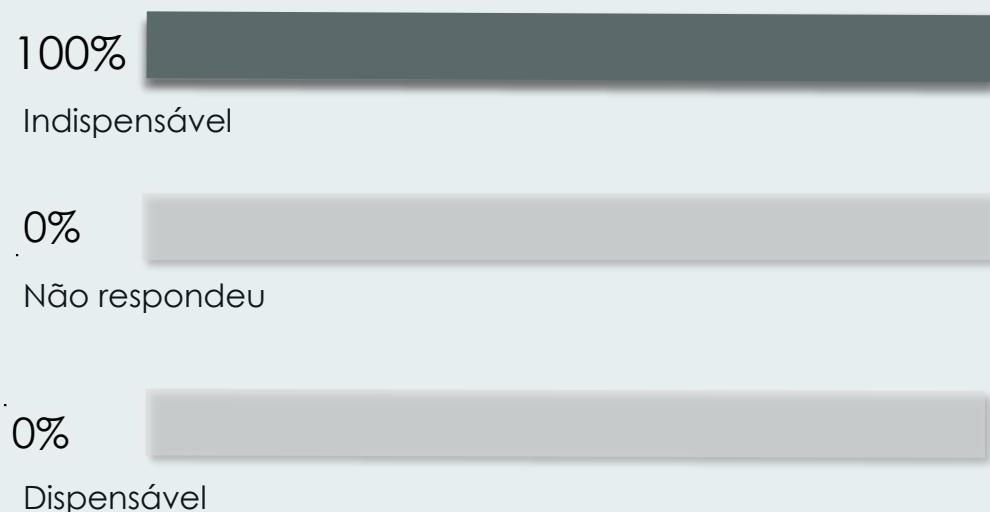 100%
Indispensável
0%
Não respondeu
0%
Dispensável